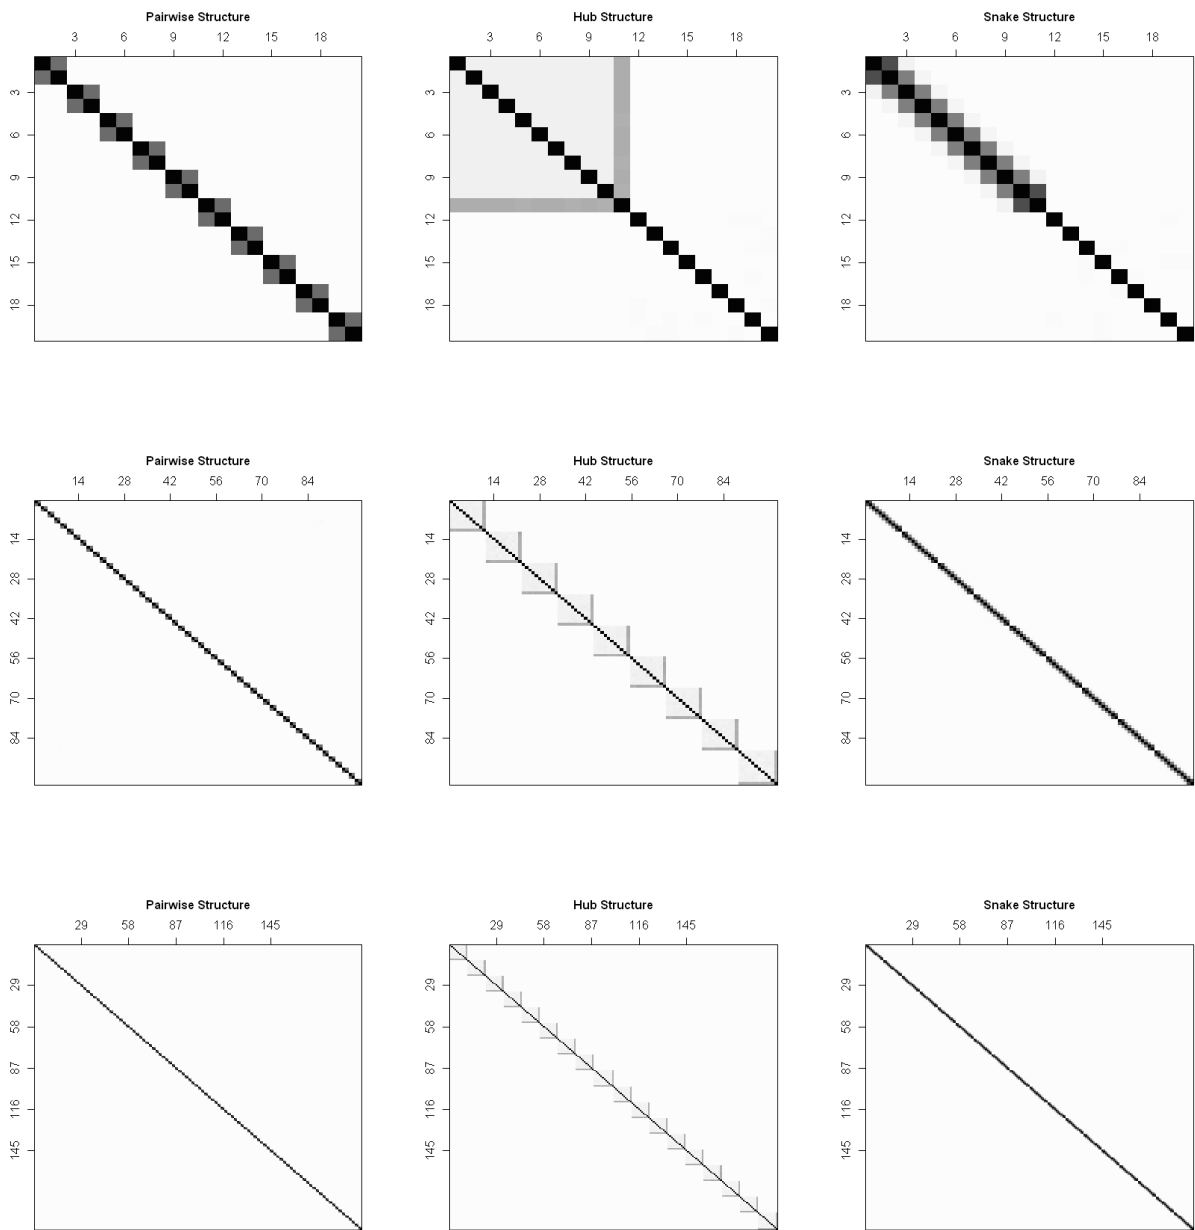 Pairwise Structure Hub Structure Snake Structure
3 6 9 12 15 18 3 6 9 12 15 18 3 6 9 12 15 18
3 3 3
6 6 6
9 9 9
12 12 12
15 15 15
18 18 18
Pairwise Structure Hub Structure Snake Structure
14 28 42 56 70 84 14 28 42 56 70 84 14 28 42 56 70 84
14 14 14
28 28 28
42 42 42
56 56 56
70 70 70
84 84 84
Pairwise Structure Hub Structure Snake Structure
29 58 87 116 145 29 58 87 116 145 29 58 87 116 145
29 29 29
58 58 58
87 87 87
116 116 116
145 145 145